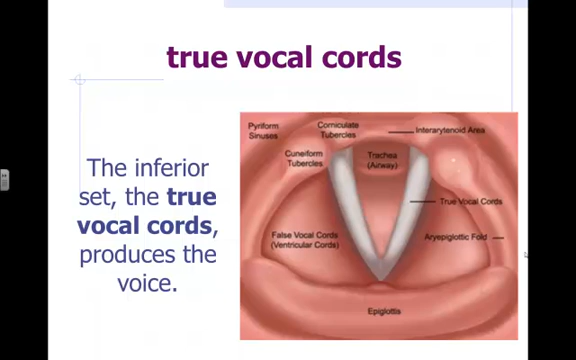 true vocal cords
The inferior
set, the true
vocal cords,
produces the
voice.
Pyriform
Sinuses
Corniculate
Tubercles
Interarytenoid Area
Cuneiform
Tubercles
Trachea
(Airway)
True Vocal Cords
False Vocal Cords
(Ventricular Cords)
Aryepiglottic Fold
Epiglottis